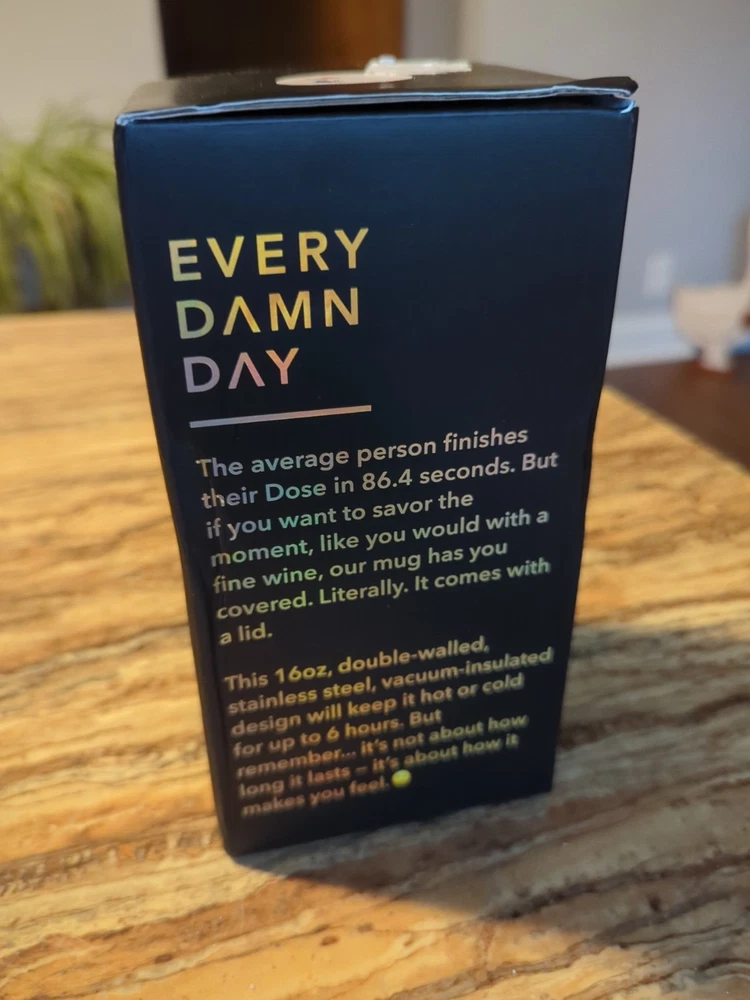 EVERY
DAMN
DAY
The average person finishes
their Dose in 86.4 seconds. But
if you want to savor the
moment, like you would with a
fine wine, our mug has you
covered. Literally. It comes with
a lid.
This 16oz, double-walled,
stainless steel, vacuum-insulated
design will keep it hot or cold
for up to 6 hours. But
remember... it's not about how
long it lasts – it's about how it
makes you feel.